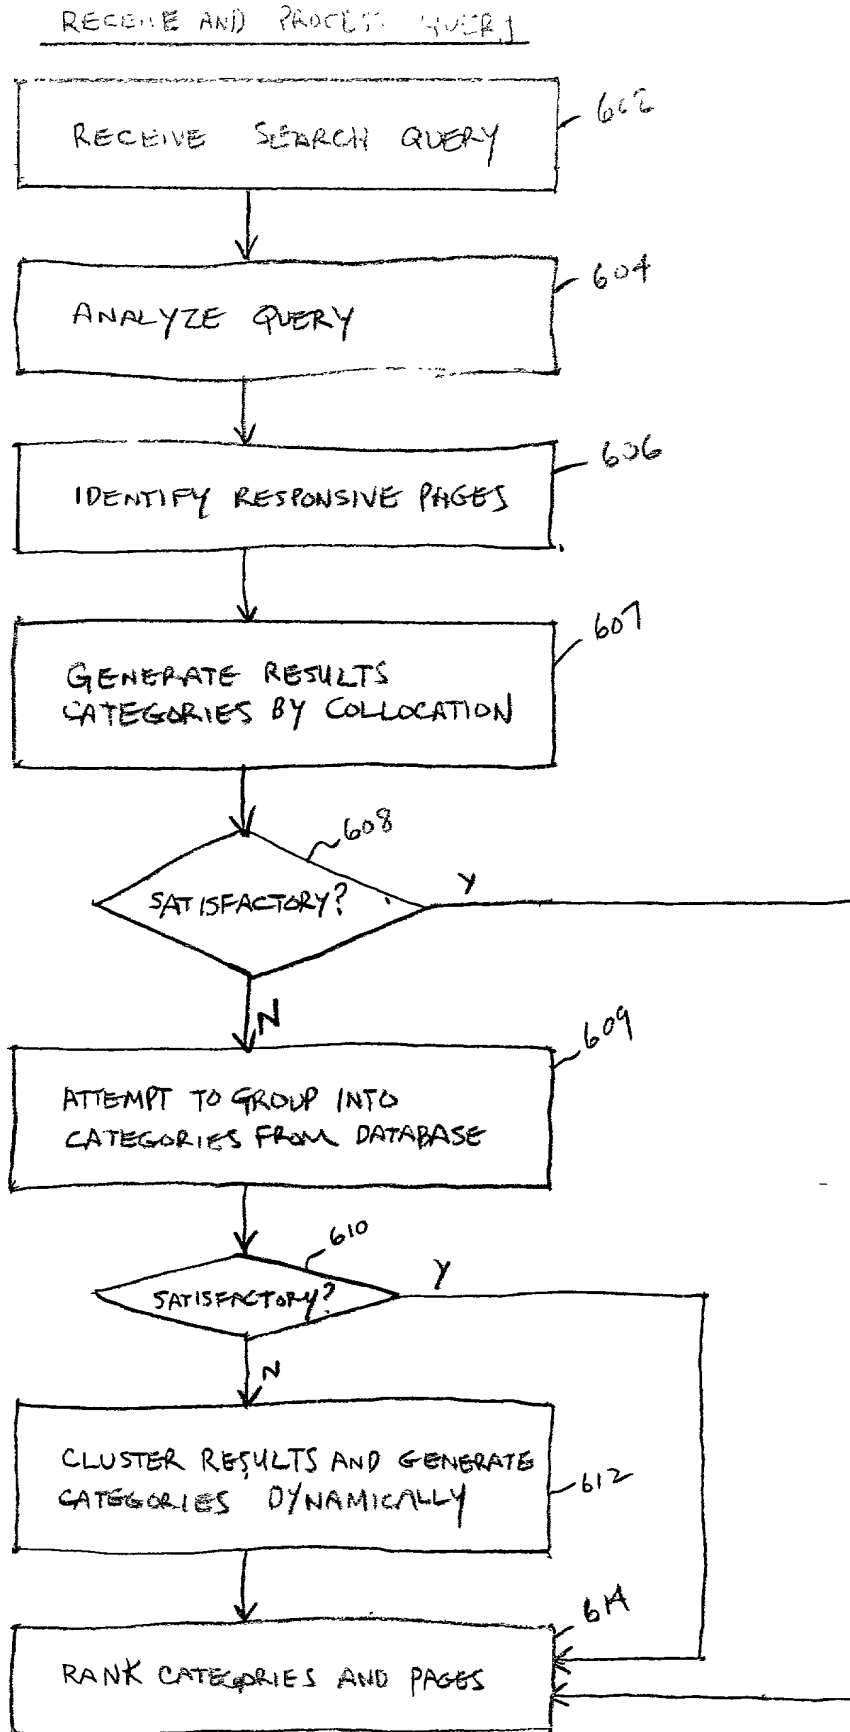 RECEIVE AND PROCESS QUERY
RECEIVE SEARCH QUERY
602
ANALYZE QUERY
604
IDENTIFY RESPONSIVE PAGES
606
GENERATE RESULTS
CATEGORIES BY COLLOCATION
607
608
SATISFACTORY?
Y
N
609
ATTEMPT TO GROUP INTO
CATEGORIES FROM DATABASE
610
SATISFACTORY?
Y
N
CLUSTER RESULTS AND GENERATE
CATEGORIES DYNAMICALLY
612
614
RANK CATEGORIES AND PAGES